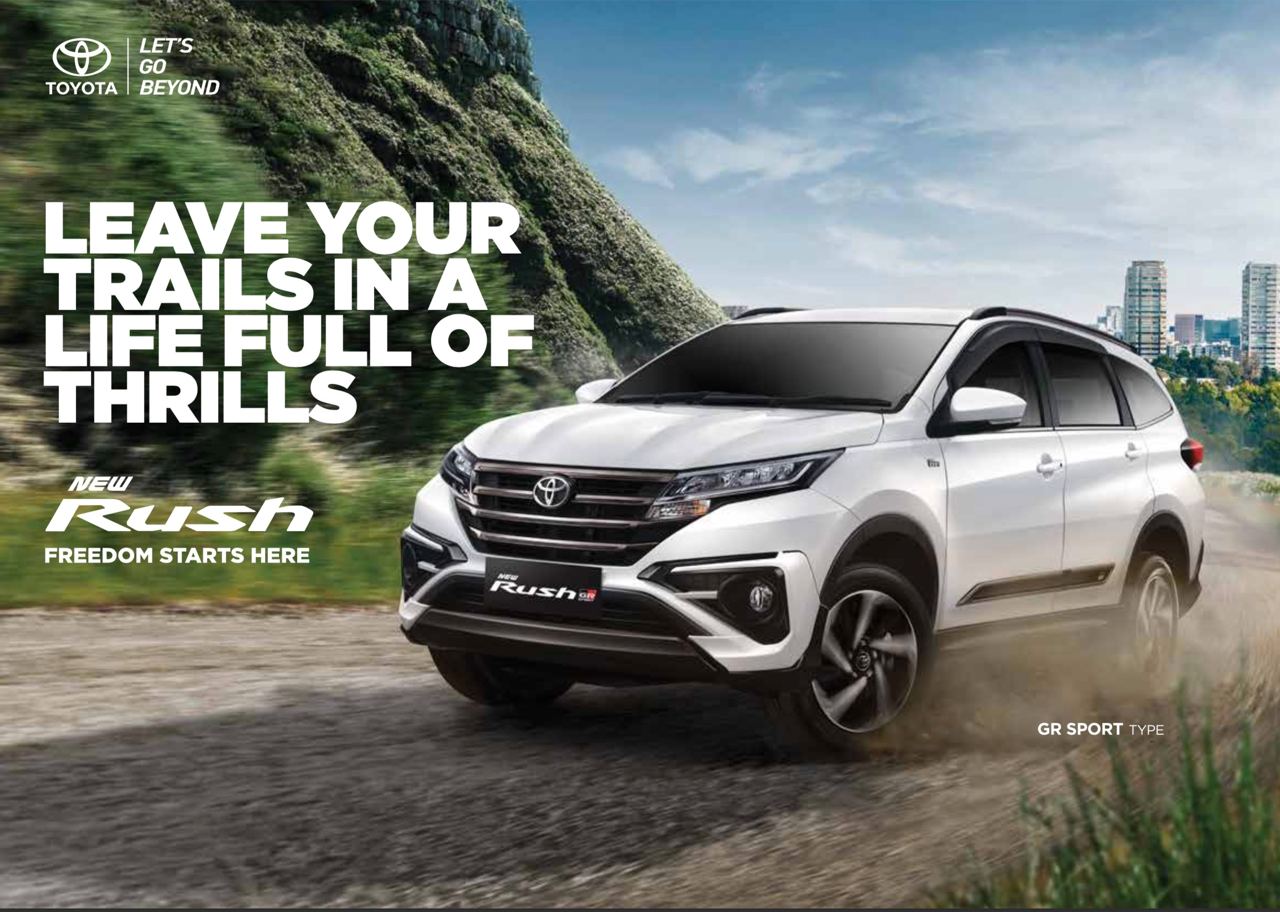 TOYOTA
LET'S
GO
BEYOND
LEAVE YOUR
TRAILS IN A
LIFE FULL OF
THRILLS
NEW
Rush
FREEDOM STARTS HERE
NEW
Rush GR
GR SPORT TYPE